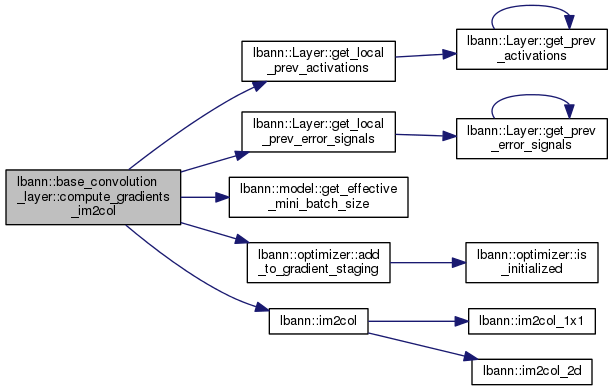 lbann::base_convolution
_layer::compute_gradients
_im2col
lbann::Layer::get_local
_prev_activations
lbann::Layer::get_prev
_activations
lbann::Layer::get_local
_prev_error_signals
lbann::Layer::get_prev
_error_signals
lbann::model::get_effective
_mini_batch_size
lbann::optimizer::add
_to_gradient_staging
lbann::optimizer::is
_initialized
lbann::im2col
lbann::im2col_1x1
lbann::im2col_2d